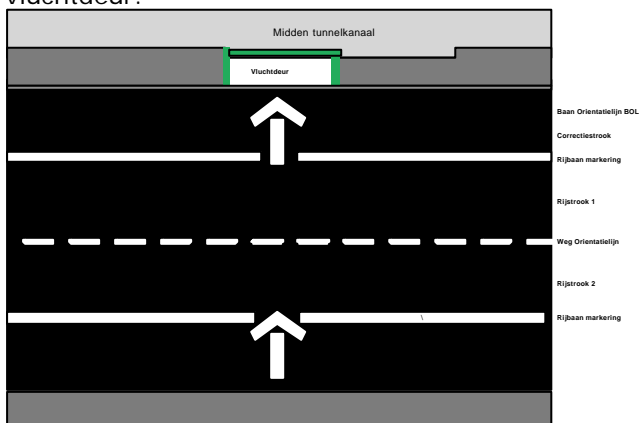 vluchtdeur.
Midden tunnelkanaal
Vluchtdeur
Baan Orientatielijn BOL
Correctiestrook
Rijbaan markering
Rijstrook 1
Weg Orientatielijn
Rijstrook 2
Rijbaan markering
\